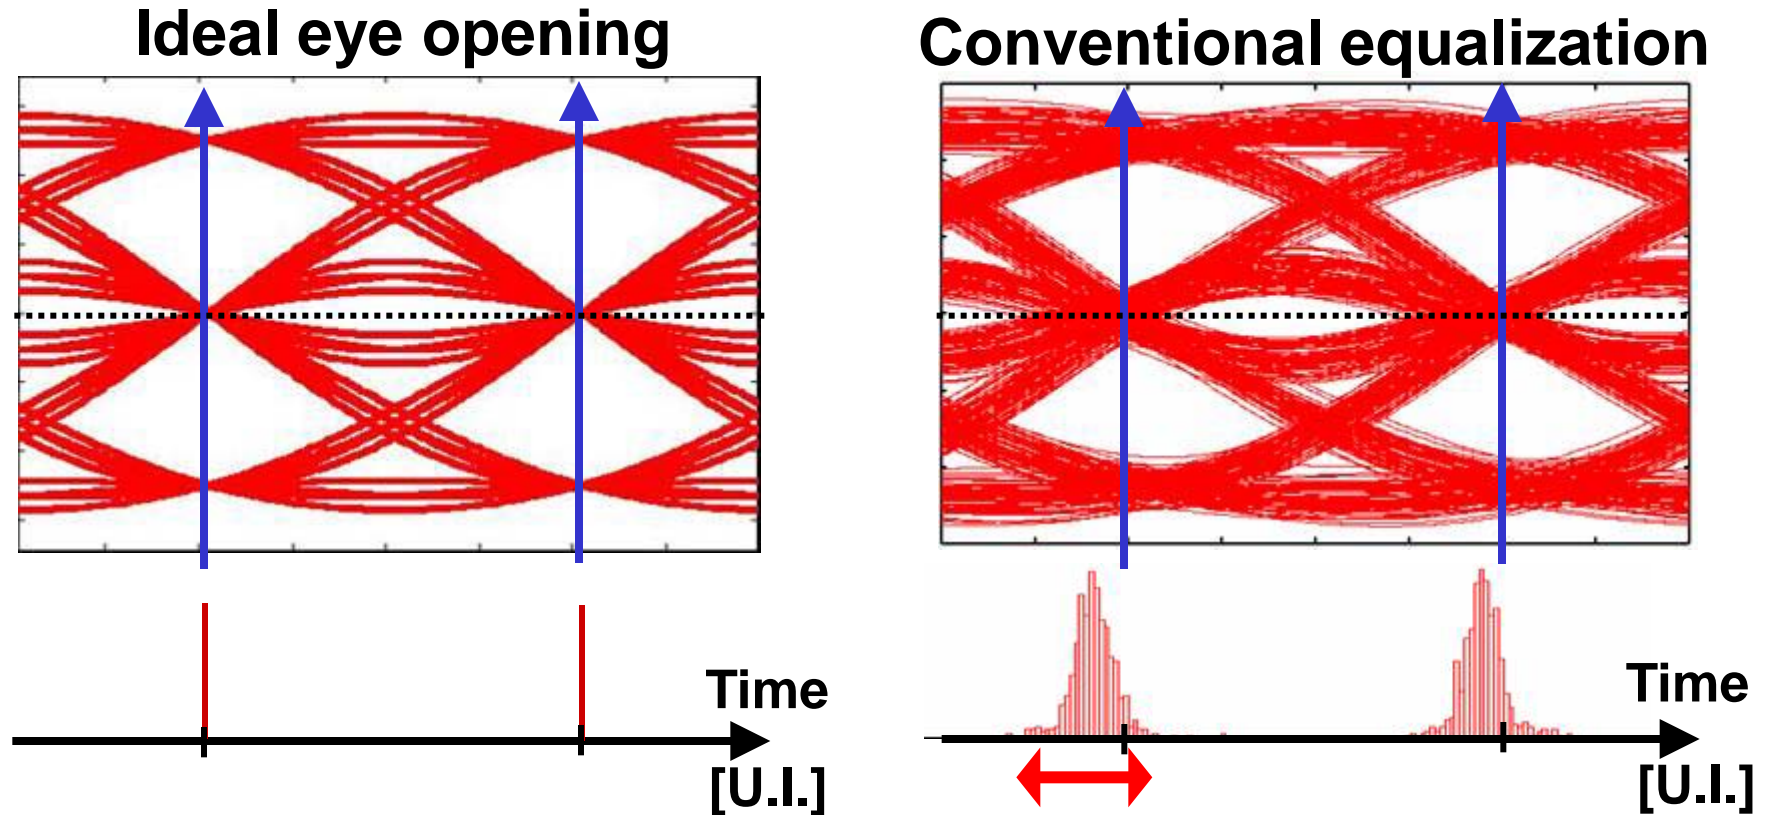 Ideal eye opening
Conventional equalization
Time
[U.I.]
Time
[U.I.]